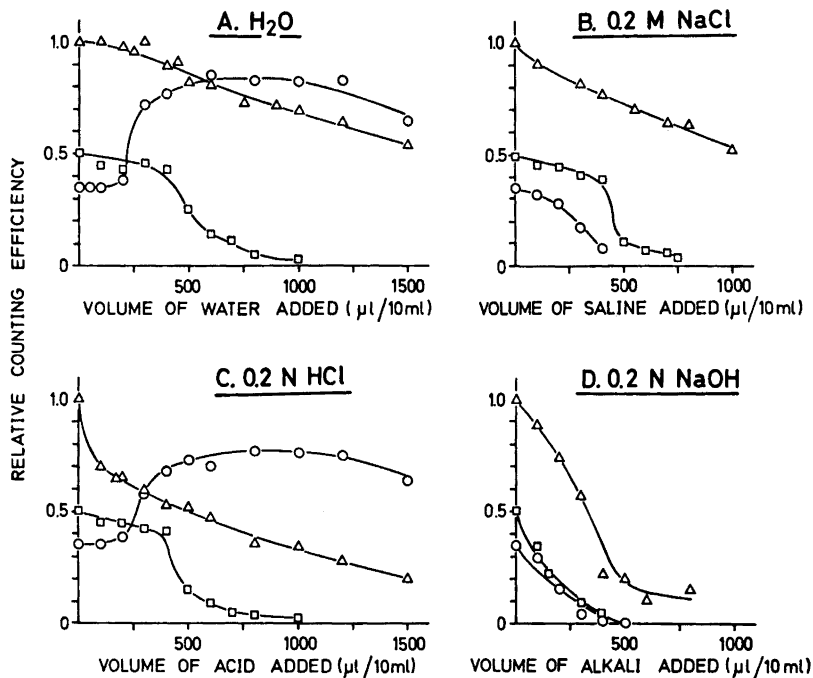 A. H₂O
1.0
0.5
0
500
1000
1500
VOLUME OF WATER ADDED (µl/10ml)
B. 0.2 M NaCl
1.0
0.5
0
500
1000
VOLUME OF SALINE ADDED (µl/10ml)
RELATIVE COUNTING EFFICIENCY
C. 0.2 N HCl
1.0
0.5
0
500
1000
1500
VOLUME OF ACID ADDED (µl/10ml)
D. 0.2 N NaOH
1.0
0.5
0
500
1000
VOLUME OF ALKALI ADDED (µl/10ml)